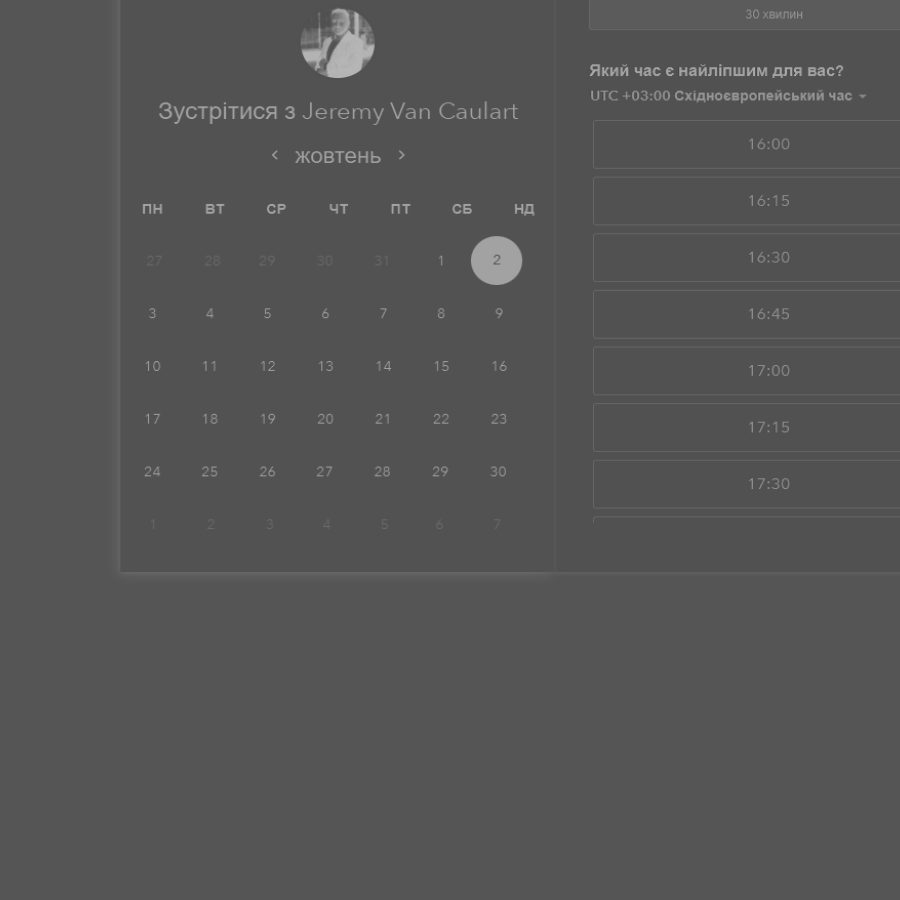 Зустрітися з Jeremy Van Caulart
жовтень
ПН ВТ СР ЧТ ПТ СБ НД
27 28 29 30 31 1 2
3 4 5 6 7 8 9
10 11 12 13 14 15 16
17 18 19 20 21 22 23
24 25 26 27 28 29 30
1 2 3 4 5 6 7
30 хвилин
Який час є найліпшим для вас?
UTC +03:00 Східноєвропейський час
16:00
16:15
16:30
16:45
17:00
17:15
17:30